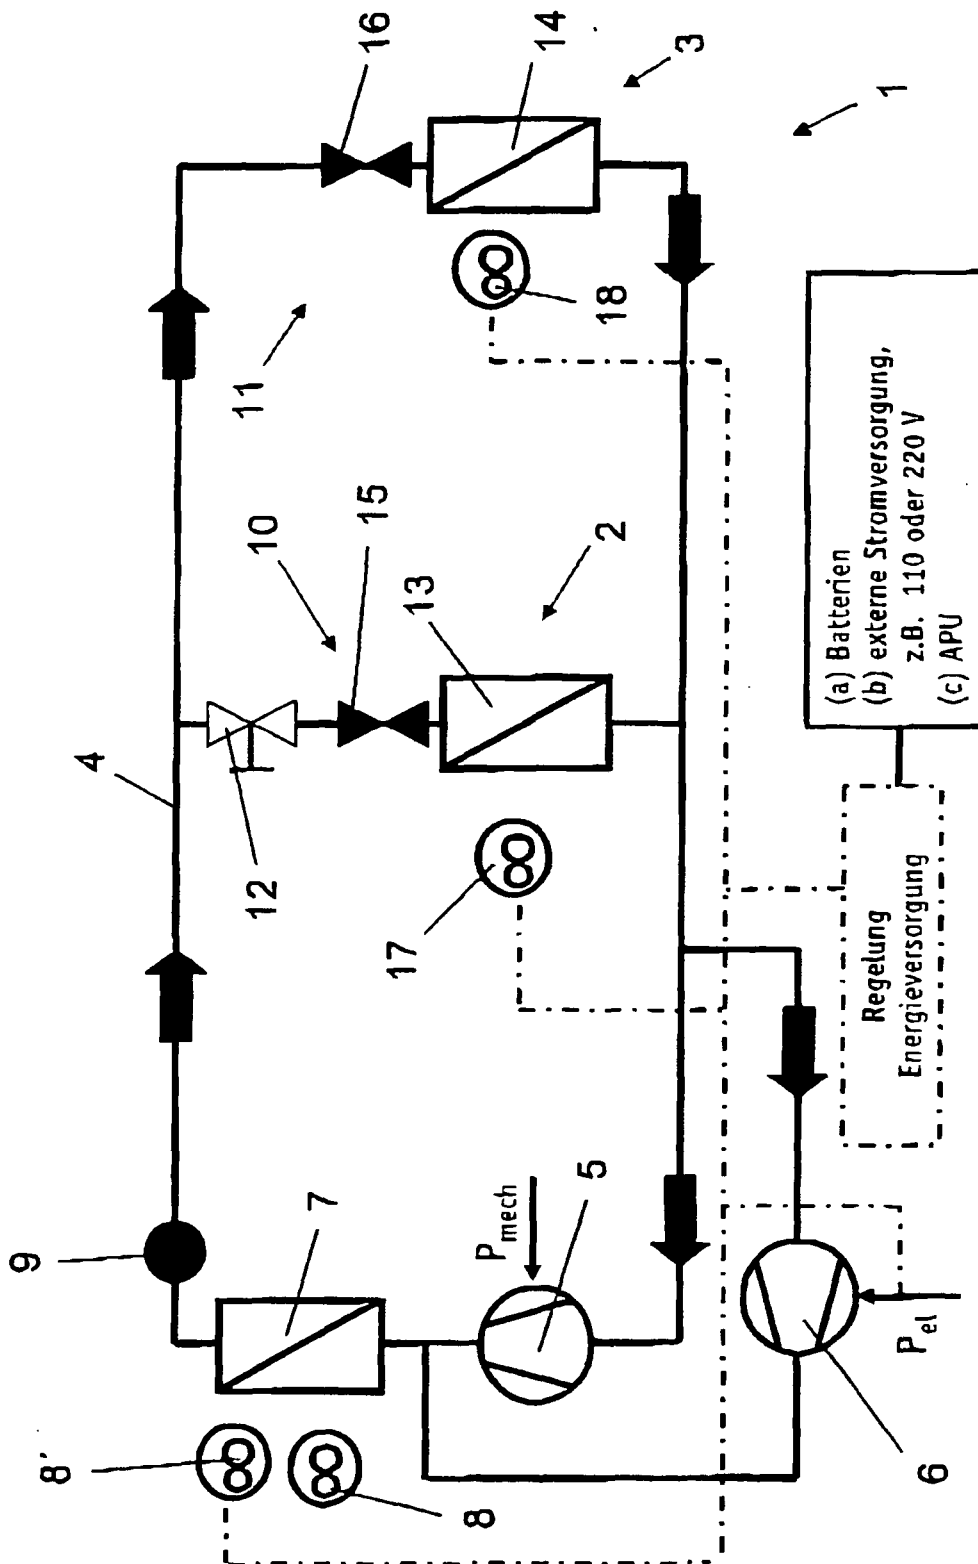 9
8'
4
11
12
10
7
16
15
17
13
8
P mech
14
5
2
18
3
(a) Batterien
(b) externe Stromversorgung,
z.B. 110 oder 220 V
(c) APU
Regelung
Energieversorgung
1
P el
6